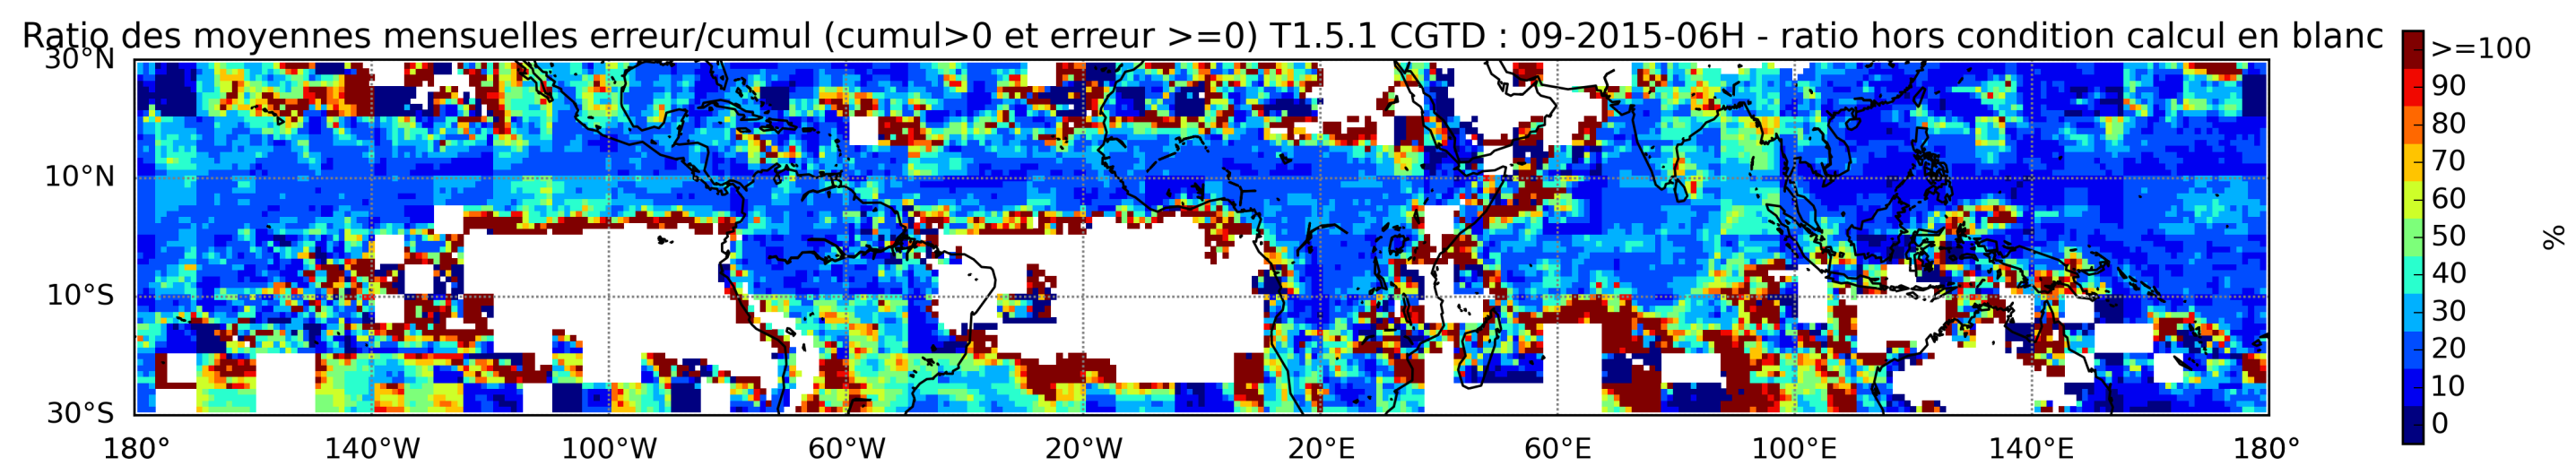 Ratio des moyennes mensuelles erreur/cumul (cumul>0 et erreur >=0) T1.5.1 CGTD : 09-2015-06H - ratio hors condition calcul en blanc
30°N
10°N
10°S
30°S
180° 140°W 100°W 60°W 20°W 20°E 60°E 100°E 140°E 180°
>=100
90
80
70
60
50
40
30
20
10
0
%